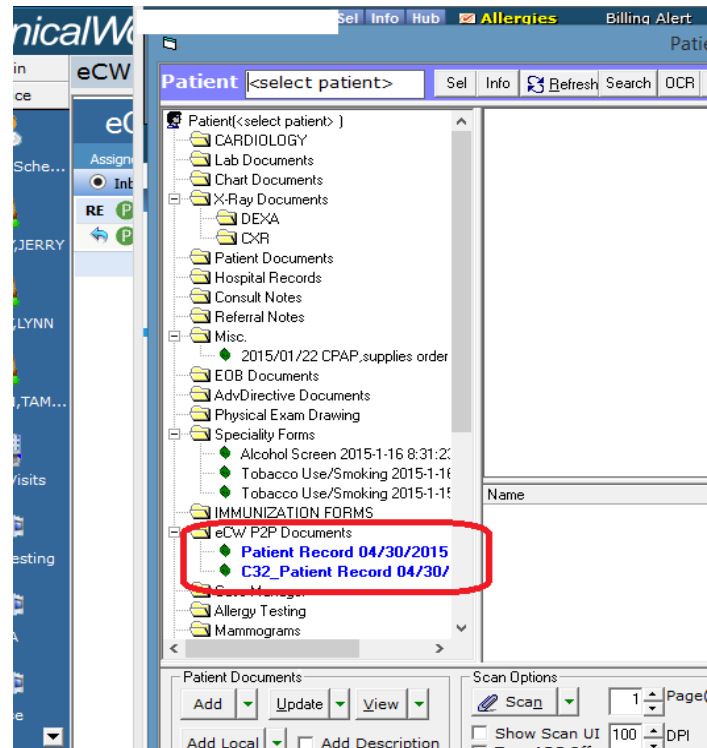 Sel Info Hub Allergies Billing Alert
nicalW
Patie
in
eCW
ce
Patient <select patient> Sel Info Refresh Search OCR
eC
Patient(<select patient> )
CARDIOLOGY
Sche...
Assigne
Lab Documents
Inb
Chart Documents
RE P
X-Ray Documents
DEXA
,JERRY
P
CXR
Patient Documents
Hospital Records
Consult Notes
,LYNN
Referral Notes
Misc.
2015/01/22 CPAP,supplies order
EOB Documents
,TAM...
AdvDirective Documents
Physical Exam Drawing
Speciality Forms
Alcohol Screen 2015-1-16 8:31:2
Visits
Tobacco Use/Smoking 2015-1-16
Tobacco Use/Smoking 2015-1-15
Name
IMMUNIZATION FORMS
eCW P2P Documents
esting
Patient Record 04/30/2015
C32_Patient Record 04/30/
Allergy Testing
Mammograms
A
Patient Documents
Scan Options
Add Update View
Scan 1 Page(
e
Add Local Add Description
Show Scan UI 100 DPI